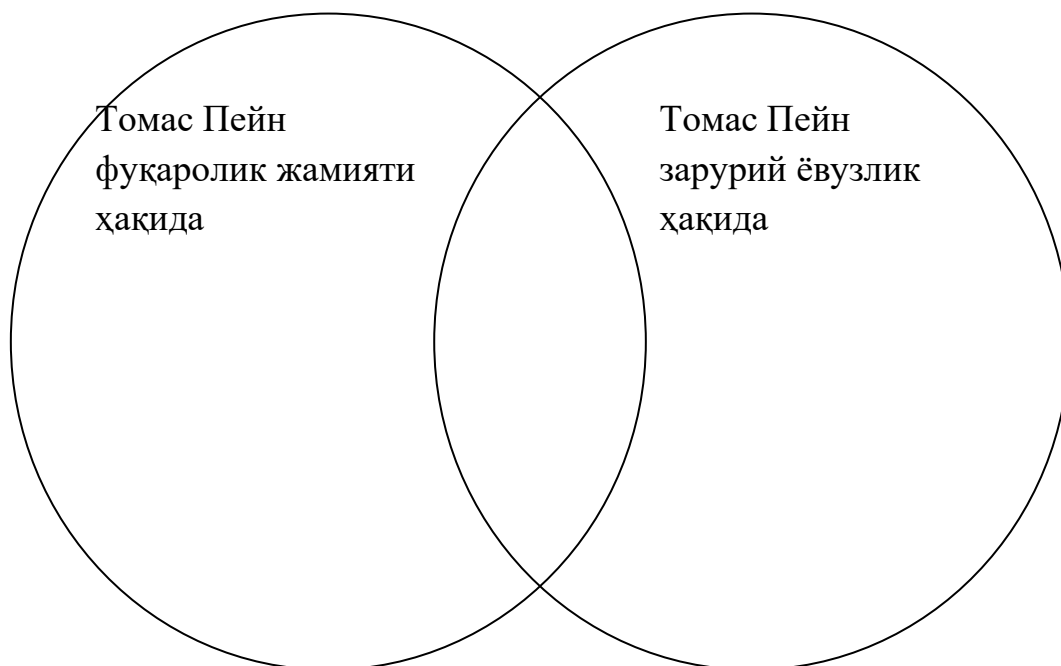 Томас Пейн
фуқаролик жамияти
ҳақида
Томас Пейн
зарурий ёвузлик
ҳақида